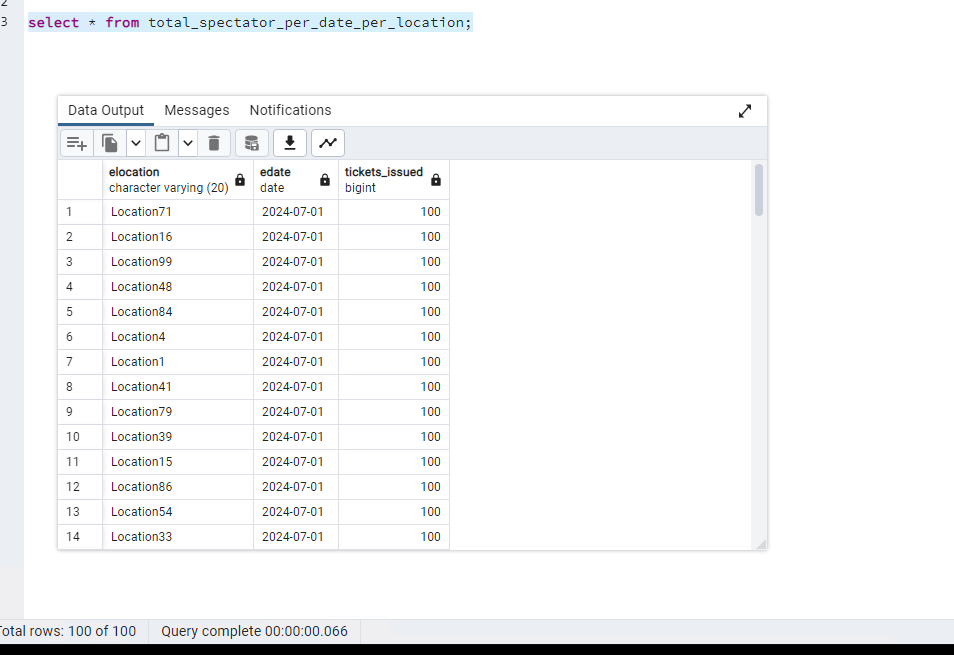 2
3 select * from total_spectator_per_date_per_location;
Data Output Messages Notifications
elocation edate tickets_issued
character varying (20) date bigint
1 Location71 2024-07-01 100
2 Location16 2024-07-01 100
3 Location99 2024-07-01 100
4 Location48 2024-07-01 100
5 Location84 2024-07-01 100
6 Location4 2024-07-01 100
7 Location1 2024-07-01 100
8 Location41 2024-07-01 100
9 Location79 2024-07-01 100
10 Location39 2024-07-01 100
11 Location15 2024-07-01 100
12 Location86 2024-07-01 100
13 Location54 2024-07-01 100
14 Location33 2024-07-01 100
Total rows: 100 of 100 Query complete 00:00:00.066